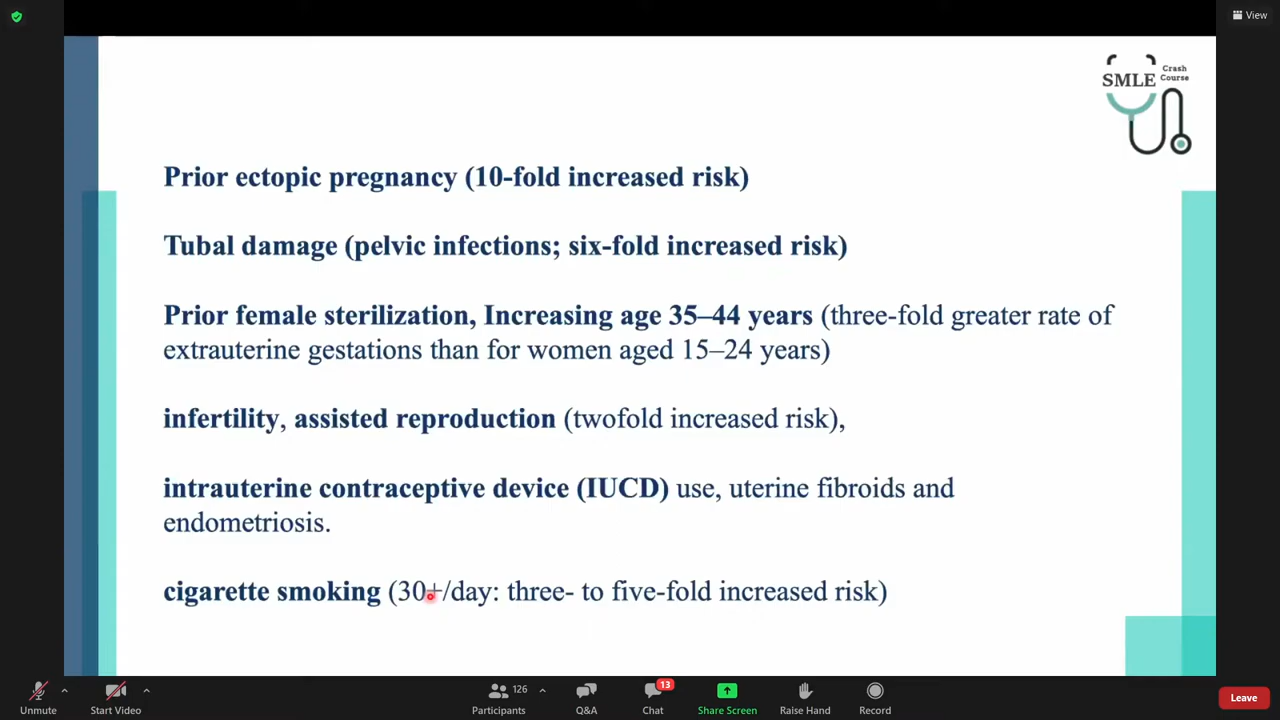 View
SMLE Crash Course
Prior ectopic pregnancy (10-fold increased risk)
Tubal damage (pelvic infections; six-fold increased risk)
Prior female sterilization, Increasing age 35–44 years (three-fold greater rate of
extrauterine gestations than for women aged 15–24 years)
infertility, assisted reproduction (twofold increased risk),
intrauterine contraceptive device (IUCD) use, uterine fibroids and
endometriosis.
cigarette smoking (30+/day: three- to five-fold increased risk)
126
13
Unmute
Start Video
Participants
Q&A
Chat
Share Screen
Raise Hand
Record
Leave